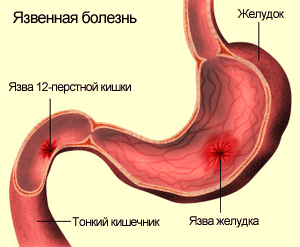 Язвенная болезнь
Желудок
Язва 12-перстной кишки
Тонкий кишечник
Язва желудка